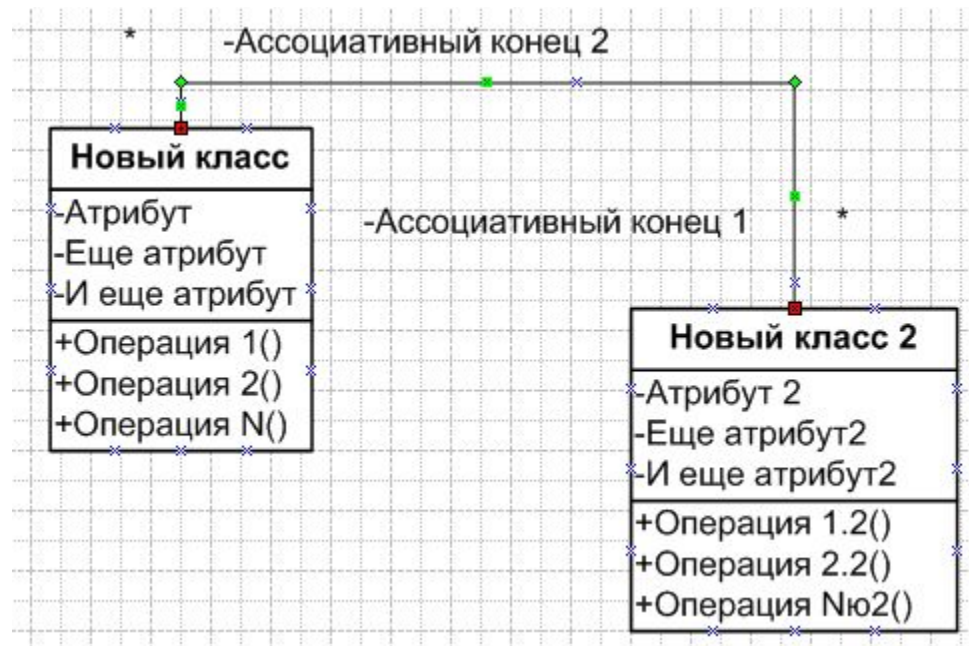 * -Ассоциативный конец 2
Новый класс
-Атрибут
-Еще атрибут
-И еще атрибут
+Операция 1()
+Операция 2()
+Операция N()
-Ассоциативный конец 1 *
Новый класс 2
-Атрибут 2
-Еще атрибут2
-И еще атрибут2
+Операция 1.2()
+Операция 2.2()
+Операция Nю2()